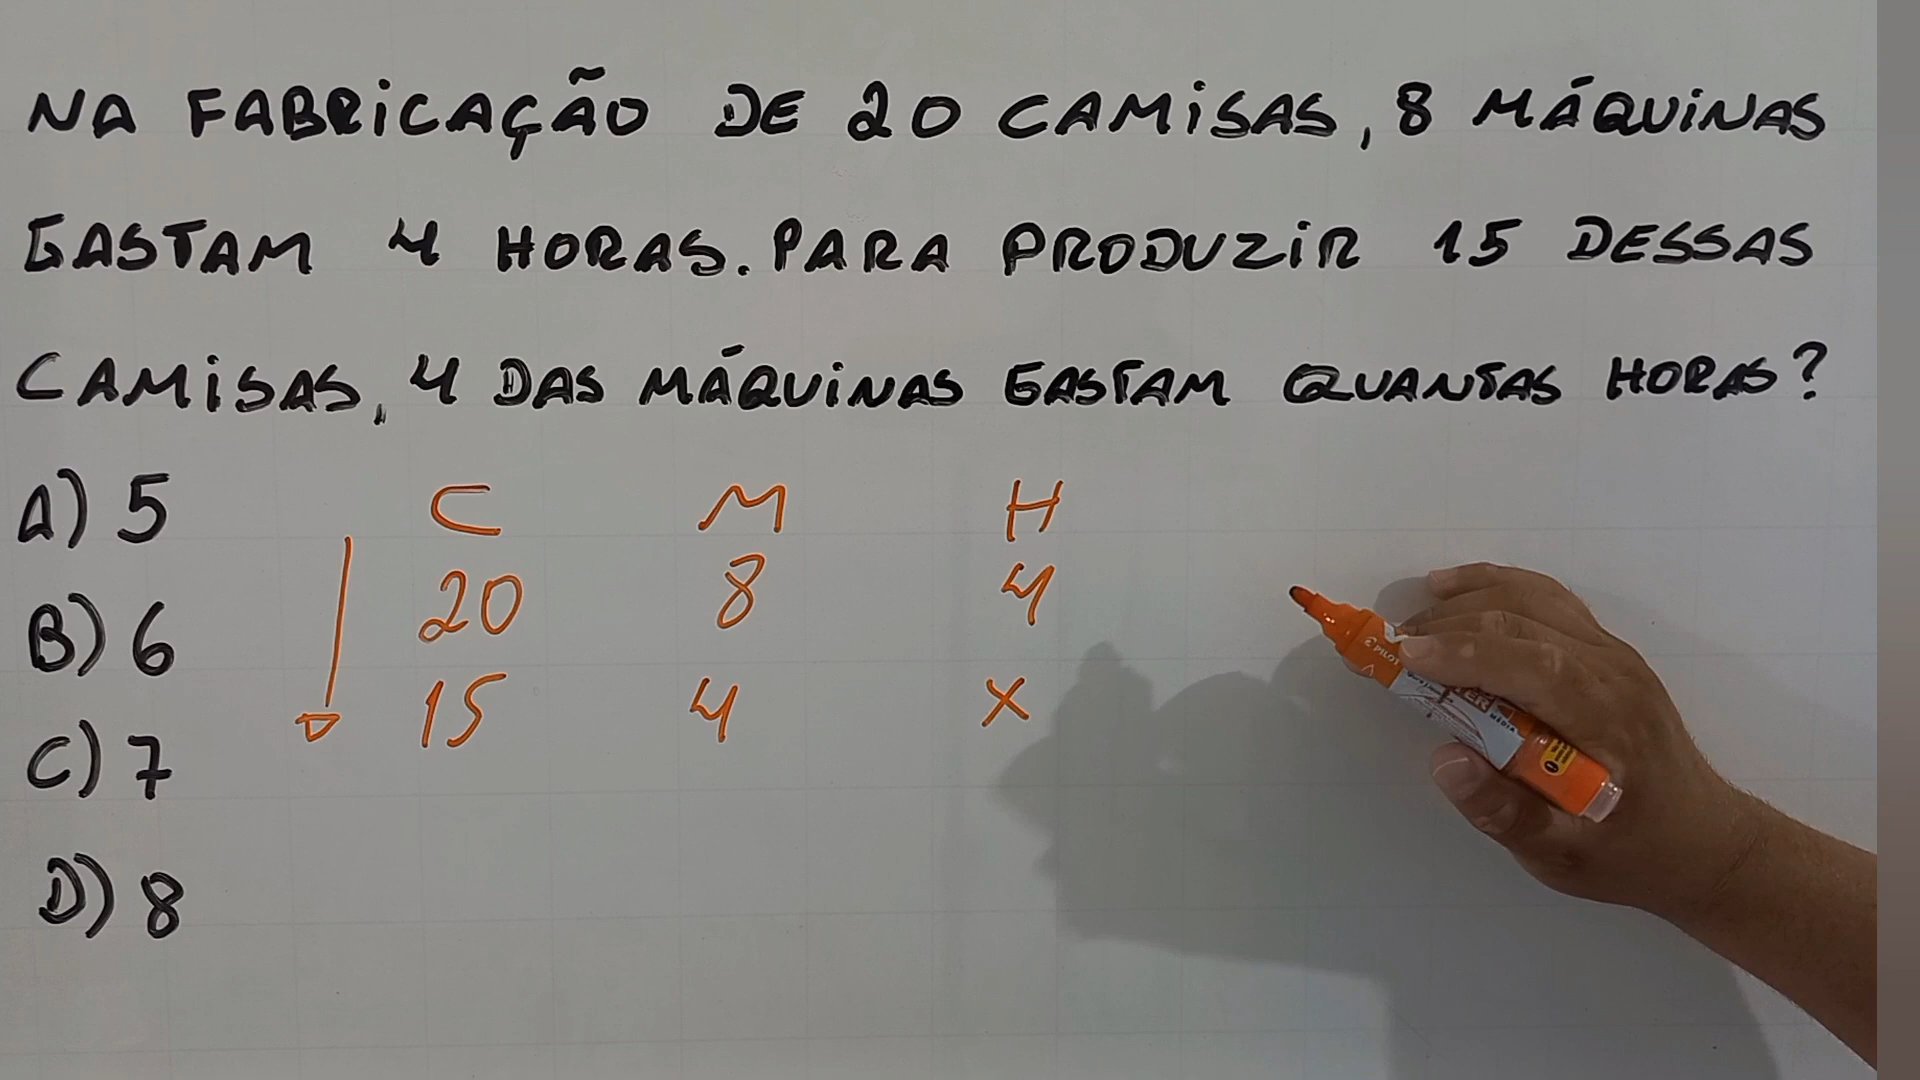 NA FABRICAÇÃO DE 20 CAMISAS, 8 MÁQUINAS
GASTAM 4 HORAS. PARA PRODUZIR 15 DESSAS
CAMISAS, 4 DAS MÁQUINAS GASTAM QUANTAS HORAS?
A) 5
C M H
20 8 4
B) 6
15 4 X
C) 7
D) 8
PILOT